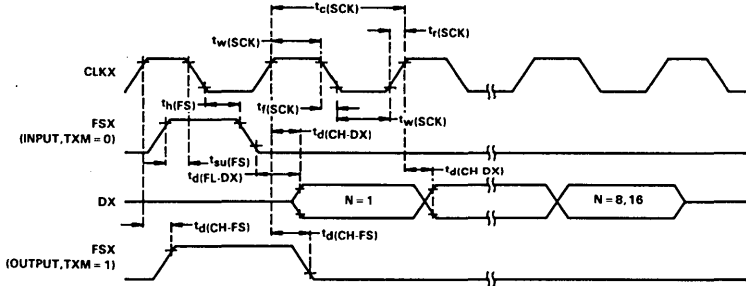 tc(SCK)
tw(SCK)
tr(SCK)
CLKX
th(FS)
tf(SCK)
tw(SCK)
FSX
(INPUT,TXM = 0)
td(CH-DX)
tsu(FS)
td(FL-DX)
td(CH-DX)
DX
N = 1
N = 8, 16
td(CH-FS)
td(CH-FS)
FSX
(OUTPUT,TXM = 1)